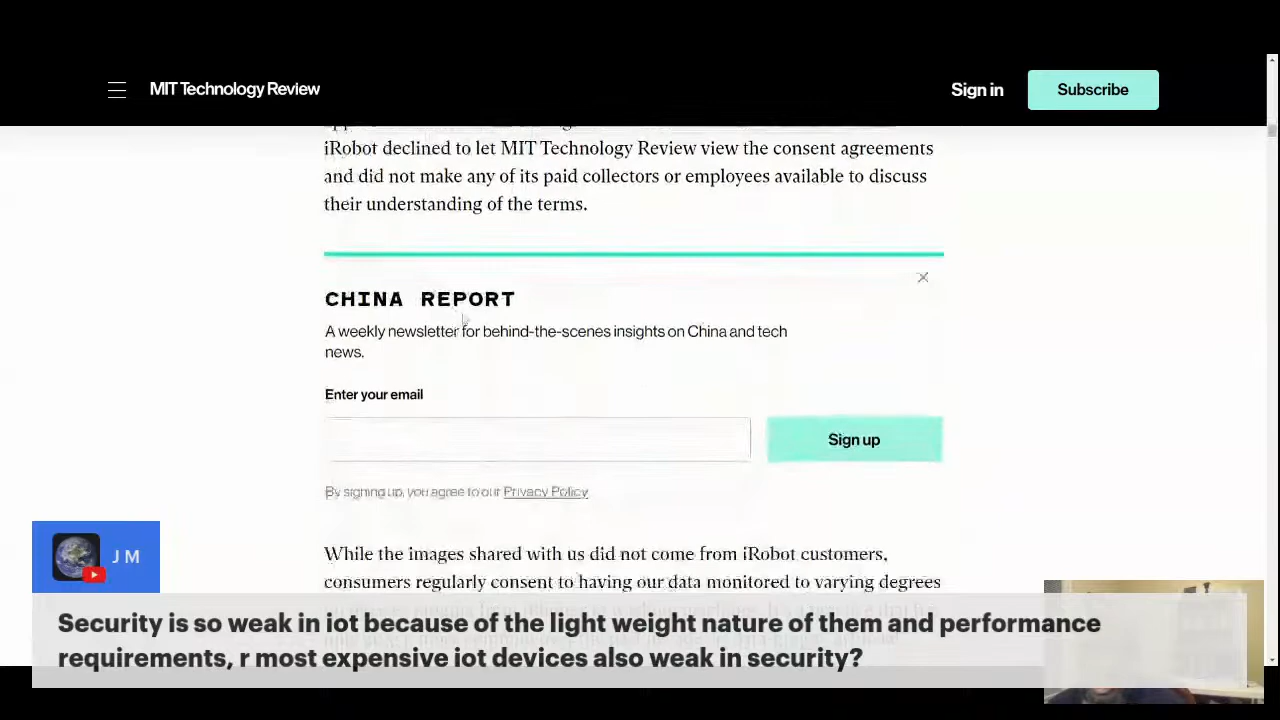 MIT Technology Review
Sign in
Subscribe
iRobot declined to let MIT Technology Review view the consent agreements
and did not make any of its paid collectors or employees available to discuss
their understanding of the terms.
CHINA REPORT
A weekly newsletter for behind-the-scenes insights on China and tech
news.
Enter your email
Sign up
By signing up, you agree to our Privacy Policy
While the images shared with us did not come from iRobot customers,
consumers regularly consent to having our data monitored to varying degrees
J M
Security is so weak in iot because of the light weight nature of them and performance
requirements, r most expensive iot devices also weak in security?